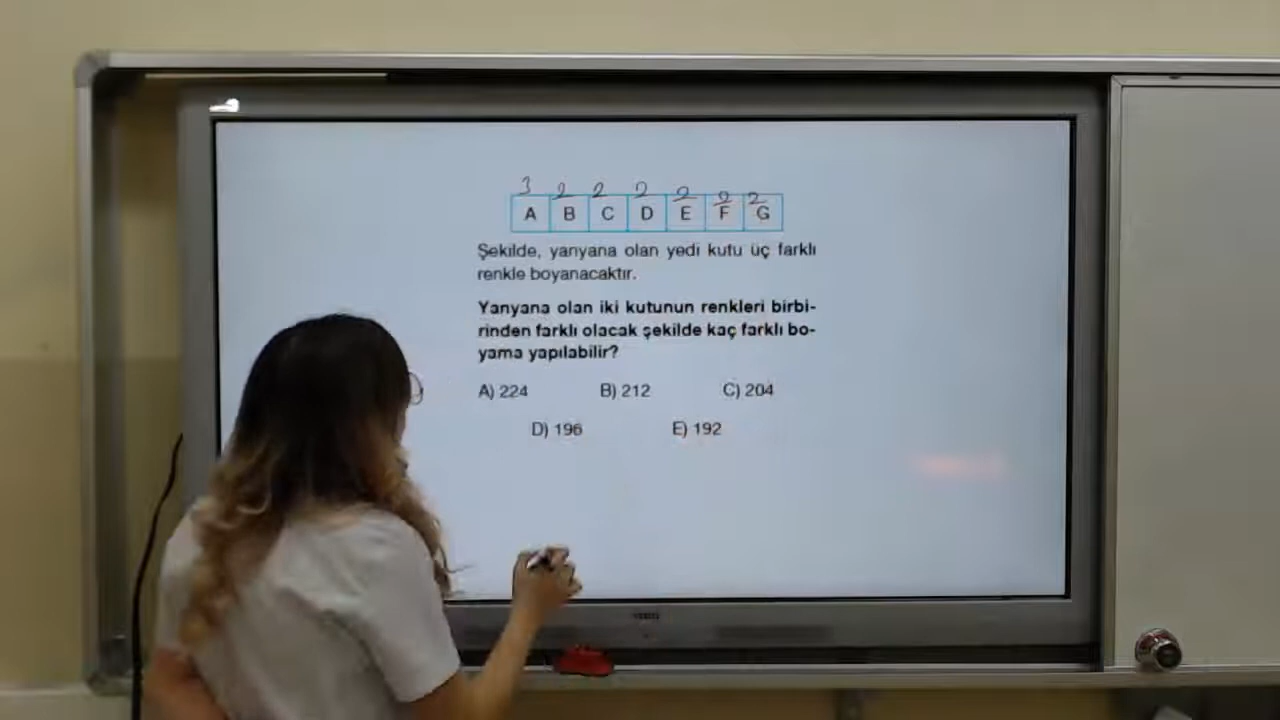 3 2 2 2 2 2 2
A B C D E F G
Şekilde, yanyana olan yedi kutu üç farklı
renkle boyanacaktır.
Yanyana olan iki kutunun renkleri birbi-
rinden farklı olacak şekilde kaç farklı bo-
yama yapılabilir?
A) 224 B) 212 C) 204
D) 196 E) 192